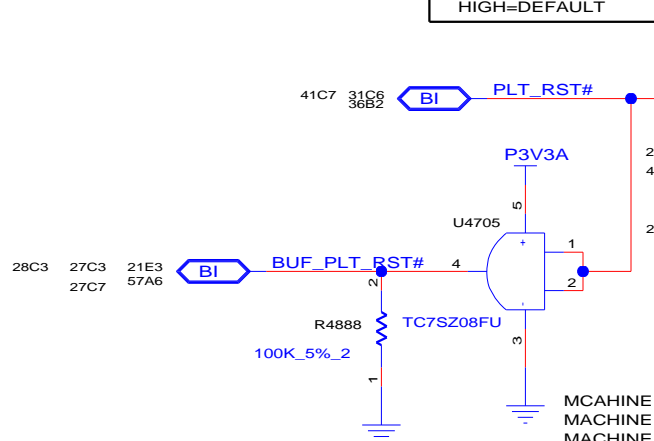 HIGH=DEFAULT
41C7 31C6 BI PLT_RST#
36B2
P3V3A
5
U4705
+
1
28C3 27C3 21E3 BI BUF_PLT_RST# 4
27C7 57A6
2
2
-
R4888 TC7SZ08FU
3
100K_5%_2
1
MCAHINE
MACHINE
MACHINE
2
4
2